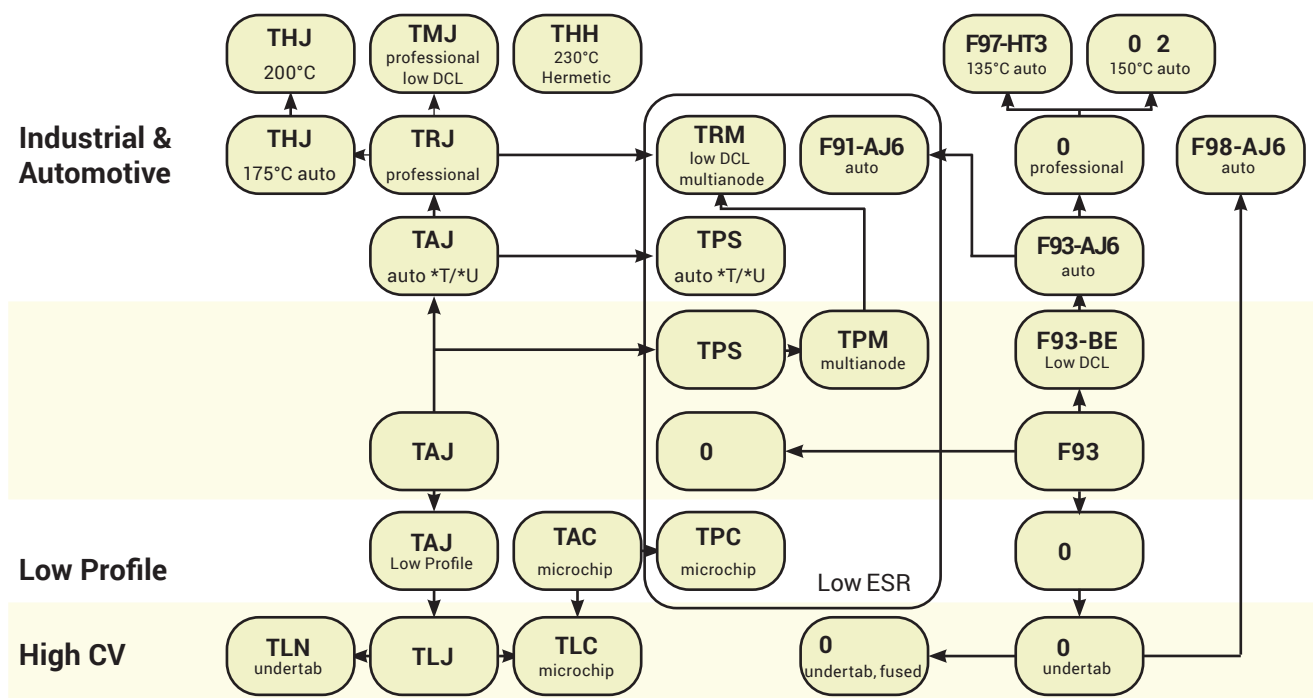 THJ
200°C
TMJ
professional
low DCL
THH
230°C
Hermetic
F97-HT3
135°C auto
0 2
150°C auto
Industrial &
Automotive
THJ
175°C auto
TRJ
professional
TRM
low DCL
multianode
F91-AJ6
auto
0
professional
F98-AJ6
auto
TAJ
auto *T/*U
TPS
auto *T/*U
F93-AJ6
auto
TPS
TPM
multianode
F93-BE
Low DCL
TAJ
0
F93
Low Profile
TAJ
Low Profile
TAC
microchip
TPC
microchip
Low ESR
0
High CV
TLN
undertab
TLJ
TLC
microchip
0
undertab, fused
0
undertab